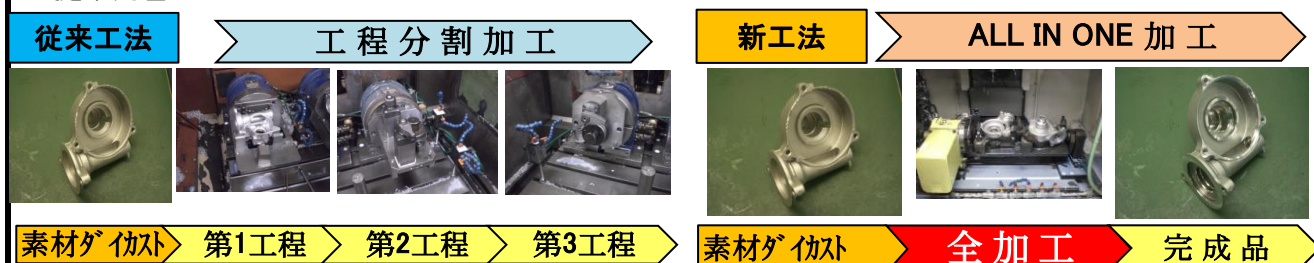 従来工法
工程分割加工
新工法
ALL IN ONE 加工
素材ダイカスト
第1工程
第2工程
第3工程
素材ダイカスト
全加工
完成品